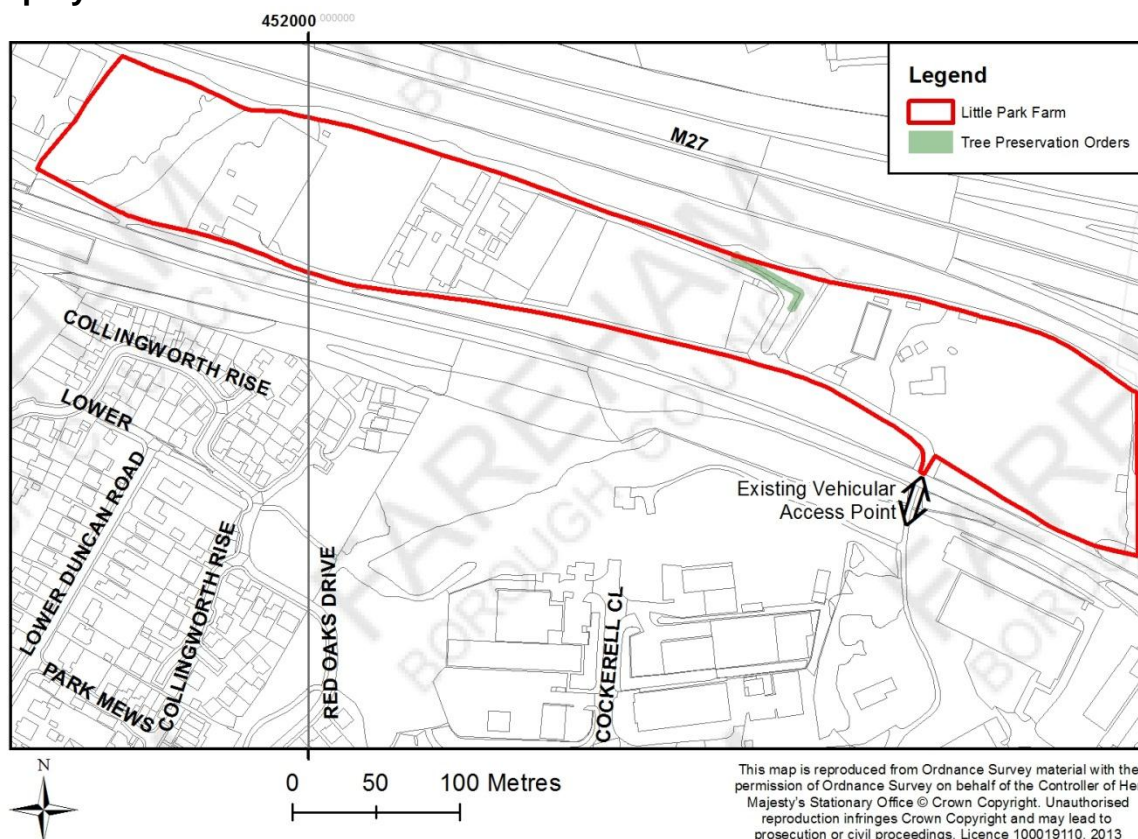 452000
000000
Legend
Little Park Farm
Tree Preservation Orders
M27
COLLINGWORTH RISE
LOWER
LOWER DUNCAN ROAD
COLLINGWORTH RISE
PARK MEWS
RED OAKS DRIVE
COCKERELL CL
Existing Vehicular
Access Point
FAREHAM
BOROUGH COUNCIL
N
0 50 100 Metres
This map is reproduced from Ordnance Survey material with the
permission of Ordnance Survey on behalf of the Controller of He
Majesty's Stationary Office © Crown Copyright. Unauthorised
reproduction infringes Crown Copyright and may lead to
prosecution or civil proceedings. Licence 100019110. 2013